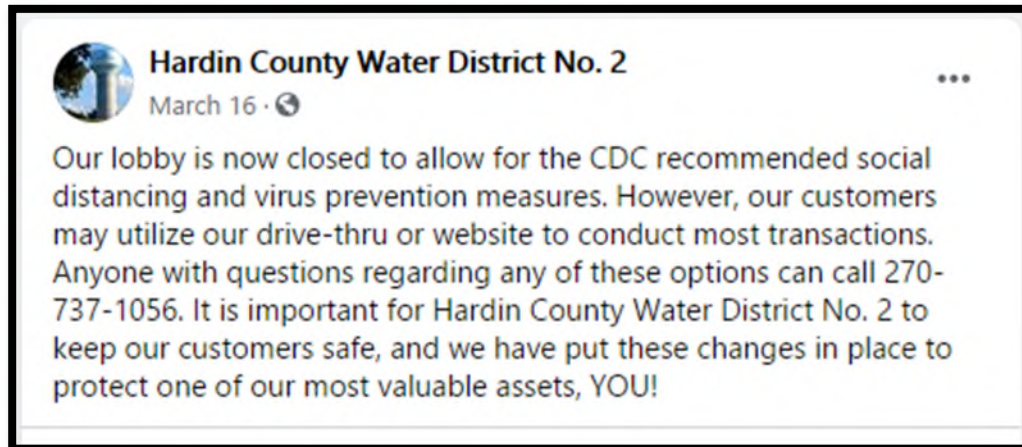 Hardin County Water District No. 2
March 16 ·
Our lobby is now closed to allow for the CDC recommended social
distancing and virus prevention measures. However, our customers
may utilize our drive-thru or website to conduct most transactions.
Anyone with questions regarding any of these options can call 270-
737-1056. It is important for Hardin County Water District No. 2 to
keep our customers safe, and we have put these changes in place to
protect one of our most valuable assets, YOU!